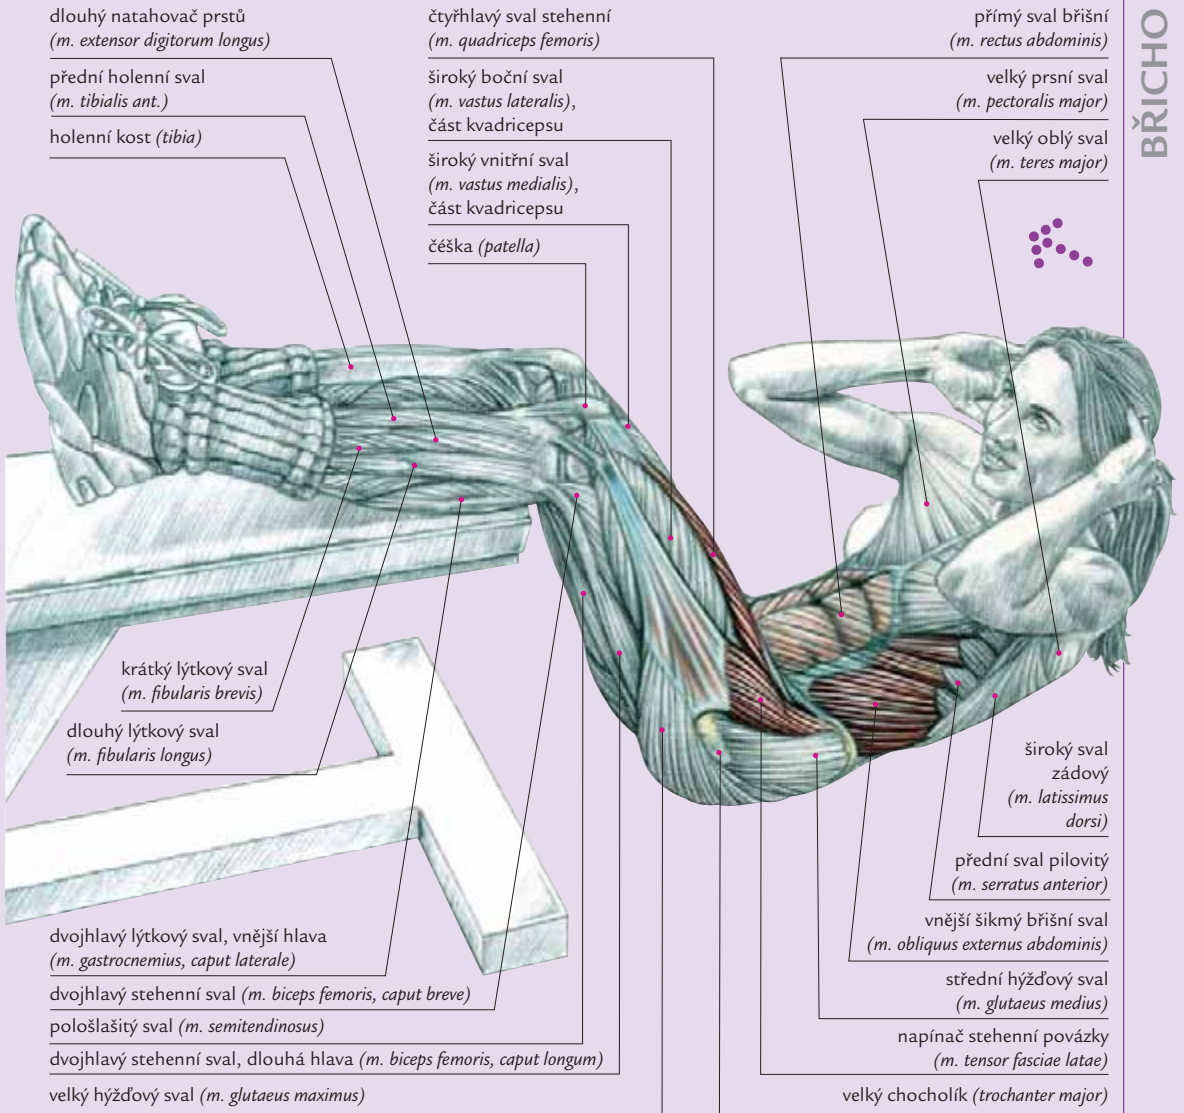 dlouhý natahovač prstů
(m. extensor digitorum longus)
přední holenní sval
(m. tibialis ant.)
holenní kost (tibia)
čtyřhlavý sval stehenní
(m. quadriceps femoris)
široký boční sval
(m. vastus lateralis),
část kvadricepsu
široký vnitřní sval
(m. vastus medialis),
část kvadricepsu
čéška (patella)
přímý sval břišní
(m. rectus abdominis)
velký prsní sval
(m. pectoralis major)
velký oblý sval
(m. teres major)
BŘICHO
krátký lýtkový sval
(m. fibularis brevis)
dlouhý lýtkový sval
(m. fibularis longus)
dvojhlavý lýtkový sval, vnější hlava
(m. gastrocnemius, caput laterale)
dvojhlavý stehenní sval (m. biceps femoris, caput breve)
pološlašitý sval (m. semitendinosus)
dvojhlavý stehenní sval, dlouhá hlava (m. biceps femoris, caput longum)
velký hýžďový sval (m. glutaeus maximus)
široký sval
zádový
(m. latissimus
dorsi)
přední sval pilovitý
(m. serratus anterior)
vnější šikmý břišní sval
(m. obliquus externus abdominis)
střední hýžďový sval
(m. glutaeus medius)
napínač stehenní povázky
(m. tensor fasciae latae)
velký chocholík (trochanter major)